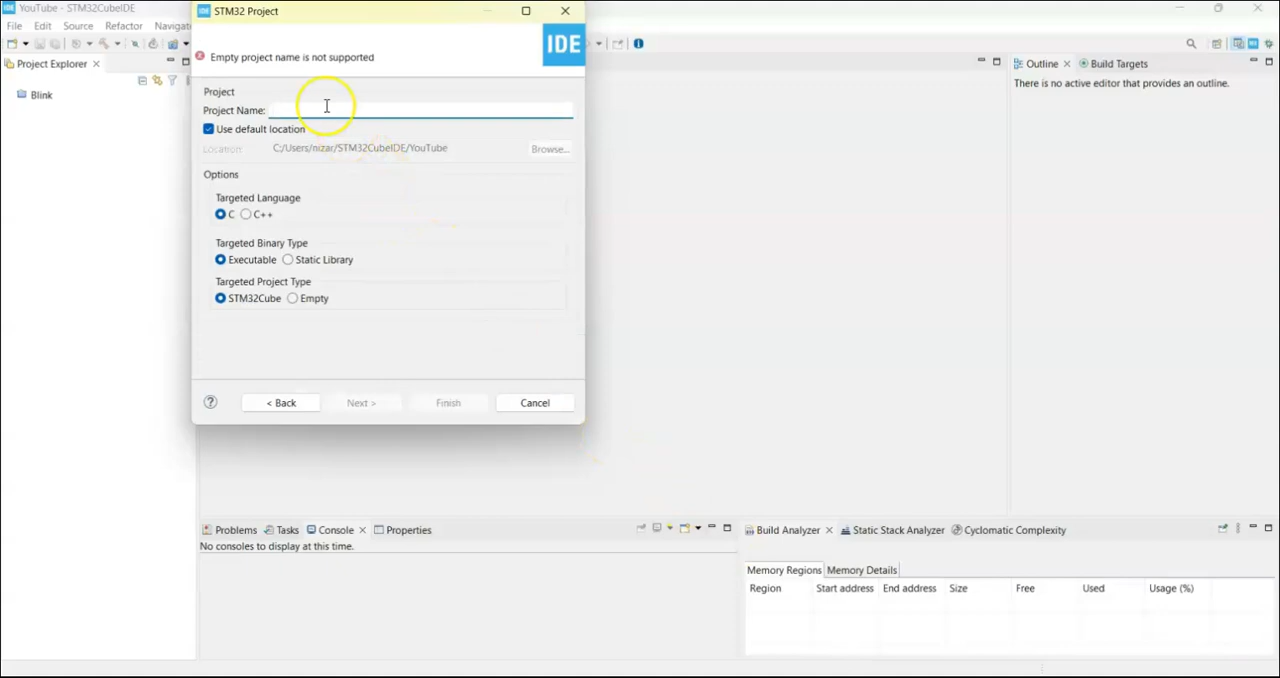 IDE YouTube - STM32CubeIDE
File Edit Source Refactor Navigate
Project Explorer
Blink
IDE STM32 Project
Empty project name is not supported
IDE
Project
Project Name:
Use default location
Location: C:/Users/nizar/STM32CubeIDE/YouTube Browse...
Options
Targeted Language
C C++
Targeted Binary Type
Executable Static Library
Targeted Project Type
STM32Cube Empty
? < Back Next > Finish Cancel
Outline Build Targets
There is no active editor that provides an outline.
Problems Tasks Console Properties
No consoles to display at this time.
Build Analyzer Static Stack Analyzer Cyclomatic Complexity
Memory Regions Memory Details
Region Start address End address Size Free Used Usage (%)